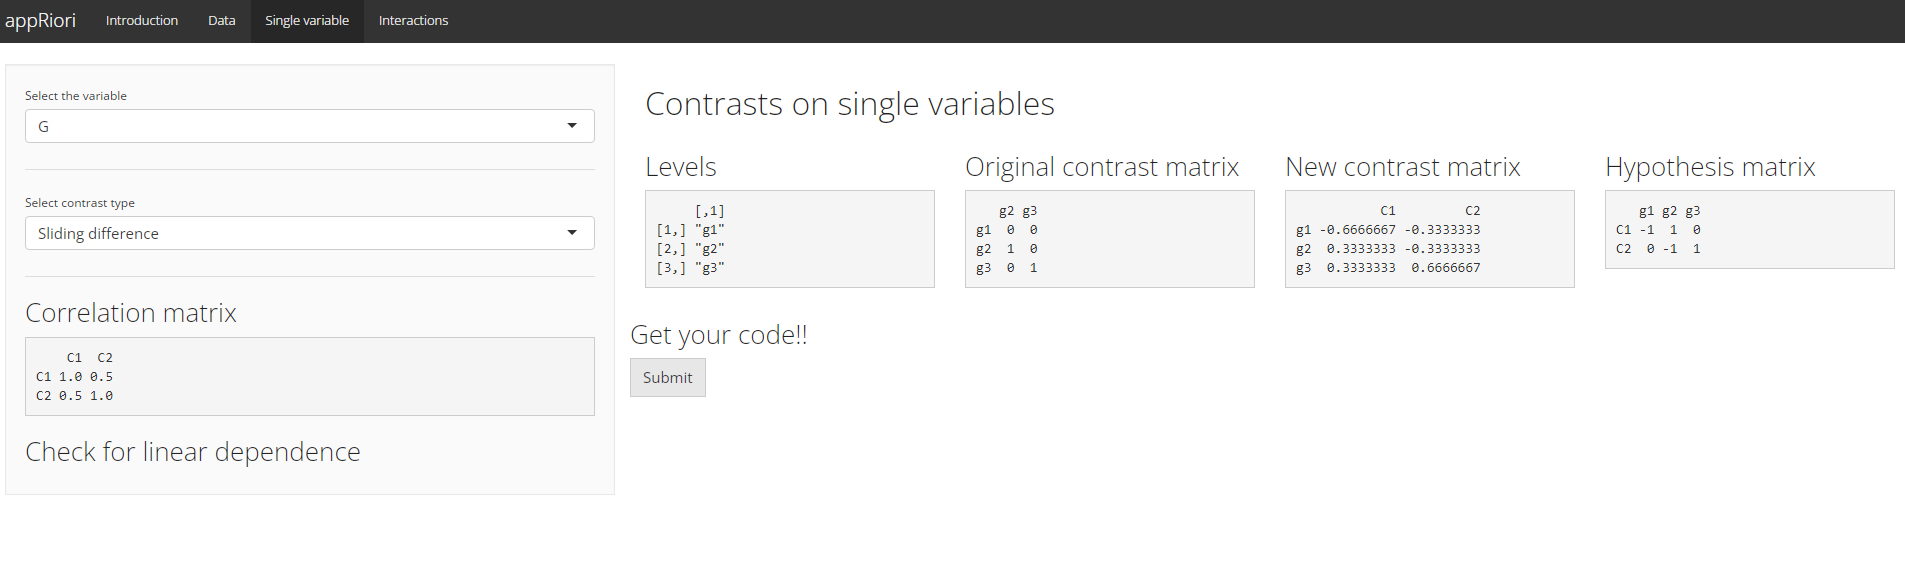 appRiori Introduction Data Single variable Interactions
Select the variable
G
Select contrast type
Sliding difference
Correlation matrix
C1 C2
C1 1.0 0.5
C2 0.5 1.0
Check for linear dependence
Contrasts on single variables
Levels
[,1]
[1,] "g1"
[2,] "g2"
[3,] "g3"
Original contrast matrix
g2 g3
g1 0 0
g2 1 0
g3 0 1
New contrast matrix
C1 C2
g1 -0.6666667 -0.3333333
g2 0.3333333 -0.3333333
g3 0.3333333 0.6666667
Hypothesis matrix
g1 g2 g3
C1 -1 1 0
C2 0 -1 1
Get your code!!
Submit